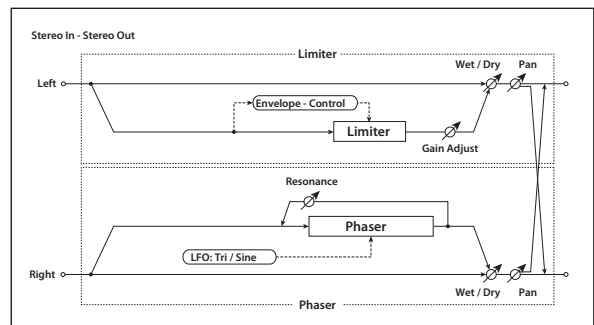 Stereo In - Stereo Out
Limiter
Wet / Dry
Pan
Left
Envelope - Control
Limiter
Gain Adjust
Resonance
Phaser
LFO: Tri / Sine
Right
Wet / Dry
Pan
Phaser